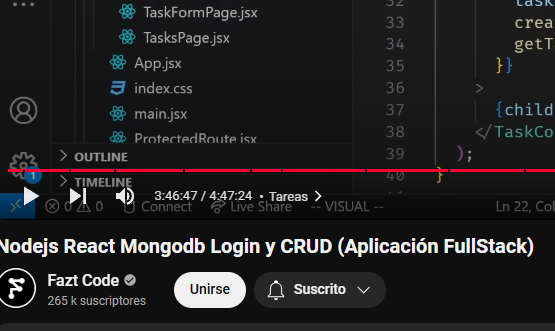 TaskFormPage.jsx
TasksPage.jsx
App.jsx
index.css
main.jsx
ProtectedRoute.jsx
OUTLINE
TIMELINE
1
32 task
33 crea
34 getT
35 }}
36 >
37 {child
38 </TaskCo
39 );
40 }
3:46:47 / 4:47:24 • Tareas >
0 0 Connect Live Share -- VISUAL -- Ln 22, Col
Nodejs React Mongodb Login y CRUD (Aplicación FullStack)
Fazt Code
265 k suscriptores
Unirse
Suscrito